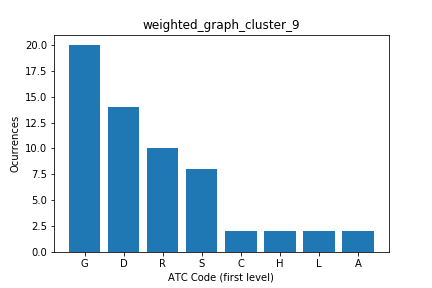 weighted_graph_cluster_9
20.0
17.5
15.0
12.5
10.0
7.5
5.0
2.5
0.0
Ocurrences
G D R S C H L A
ATC Code (first level)